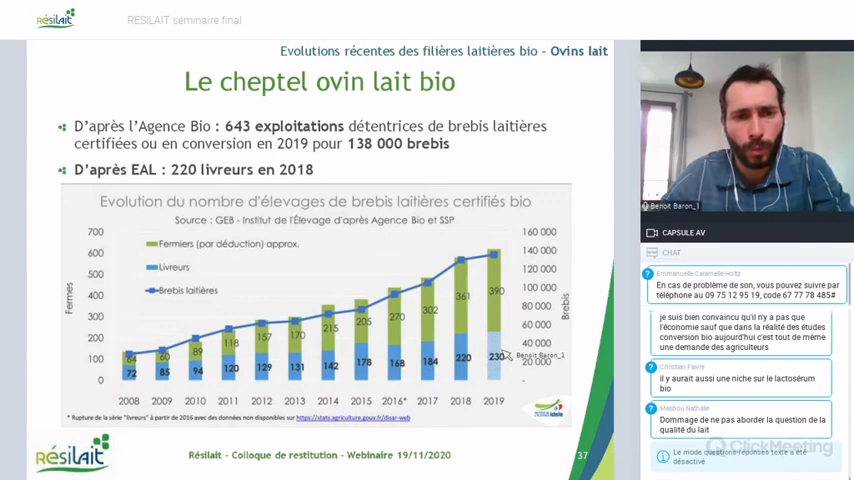 Résilait
RESILAIT séminaire final
Evolutions récentes des filières laitières bio - Ovins lait
Le cheptel ovin lait bio
D'après l'Agence Bio : 643 exploitations détentrices de brebis laitières
certifiées ou en conversion en 2019 pour 138 000 brebis
D'après EAL : 220 livreurs en 2018
Evolution du nombre d'élevages de brebis laitières certifiés bio
Source : GEB - Institut de l'Élevage d'après Agence Bio et SSP
Fermiers (par déduction) approx.
Livreurs
Brebis laitières
Fermes
700
600
500
400
300
200
100
0
160 000
140 000
120 000
100 000
80 000
60 000
40 000
20 000
-
Brebis
64 60 89 118 157 170 215 205 270 302 361 390
72 85 94 120 129 131 142 178 168 184 220 230
Benoit Baron_1
2008 2009 2010 2011 2012 2013 2014 2015 2016* 2017 2018 2019
* Rupture de la série "livreurs" à partir de 2016 avec des données non disponibles sur https://stats.agriculture.gouv.fr/disar-web
idele
Résilait
Résilait - Colloque de restitution - Webinaire 19/11/2020
37
Benoit Baron_1
CAPSULE AV
CHAT
Emmanuelle Caramelle-Holtz
En cas de problème de son, vous pouvez suivre par
téléphone au 09 75 12 95 19, code 67 77 78 485#
je suis bien convaincu qu'il n'y a pas que
l'économie sauf que dans la réalité des études
conversion bio aujourd'hui c'est tout de même
une demande des agriculteurs
Christian Faivre
il y aurait aussi une niche sur le lactosérum
bio
Masbou Nathalie
Dommage de ne pas aborder la question de la
qualité du lait
ClickMeeting
Le mode questions-réponses texte a été
désactivé